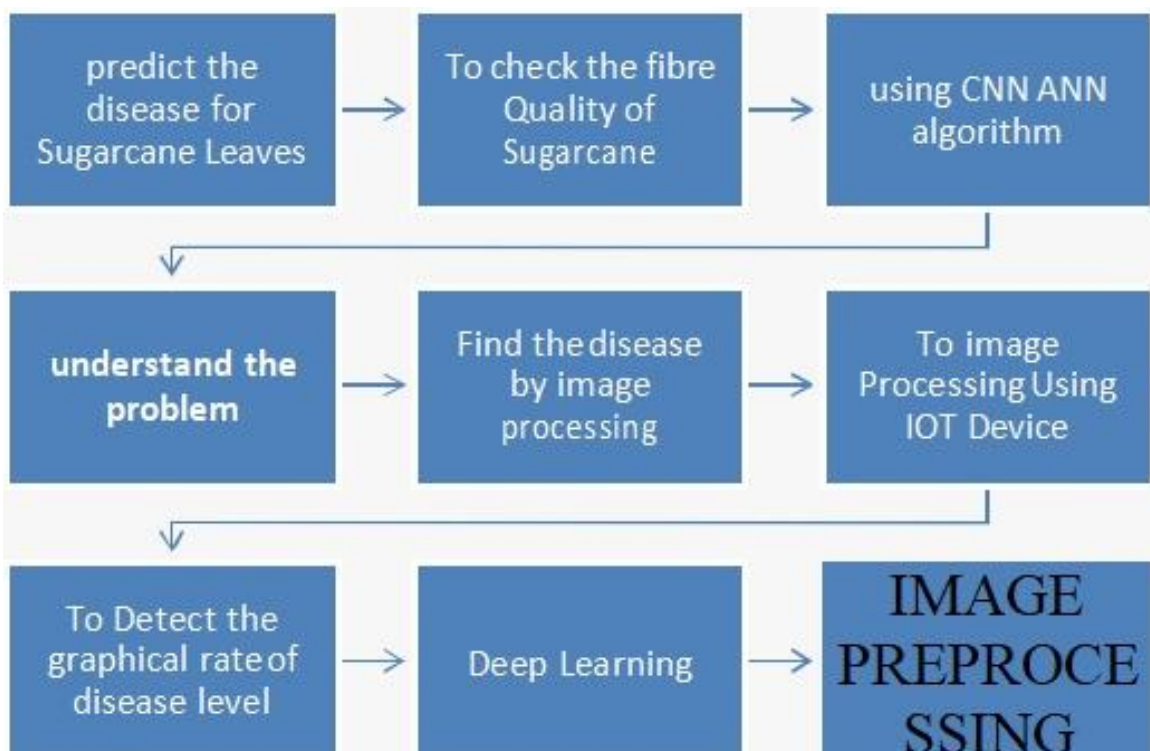 predict the
disease for
Sugarcane Leaves
To check the fibre
Quality of
Sugarcane
using CNN ANN
algorithm
understand the
problem
Find the disease
by image
processing
To image
Processing Using
IOT Device
To Detect the
graphical rate of
disease level
Deep Learning
IMAGE
PREPROCE
SSING